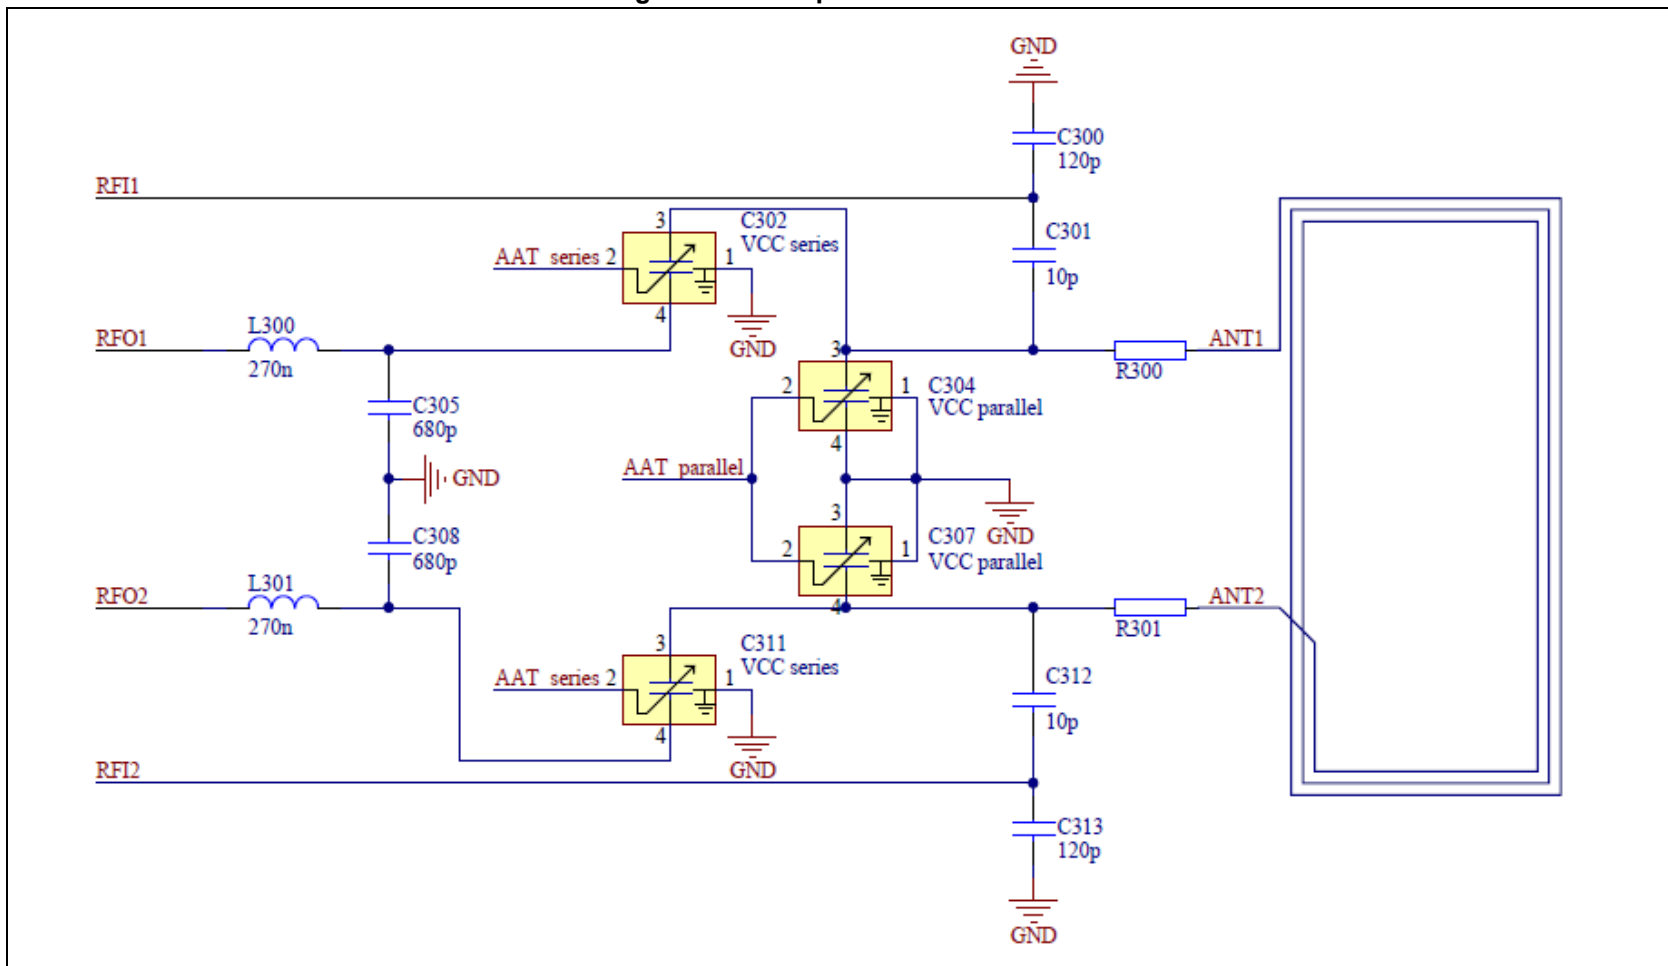 GND
C300
120p
RFI1
C301
10p
3
C302
VCC series
AAT series 2
1
4
GND
L300
RFO1
270n
3
ANT1
R300
2
1
C304
VCC parallel
4
C305
680p
AAT parallel
GND
3
C308
680p
2
1
C307
GND
VCC parallel
4
L301
RFO2
270n
ANT2
R301
3
C311
VCC series
AAT series 2
1
4
GND
C312
10p
RFI2
C313
120p
GND